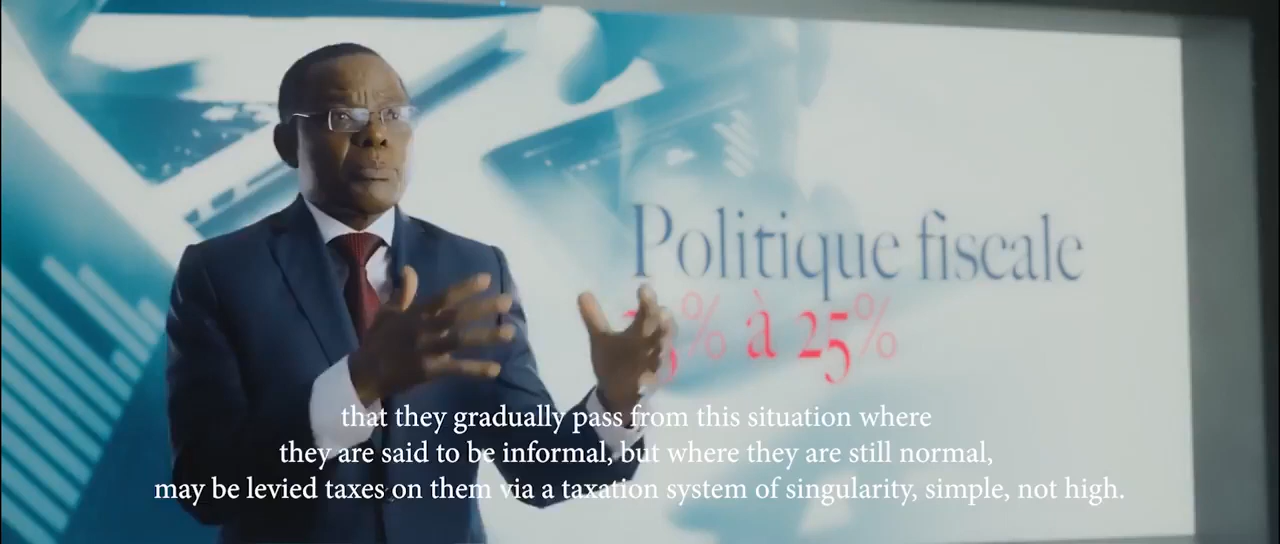 Politique fiscale
% à 25%
that they gradually pass from this situation where
they are said to be informal, but where they are still normal,
may be levied taxes on them via a taxation system of singularity, simple, not high.